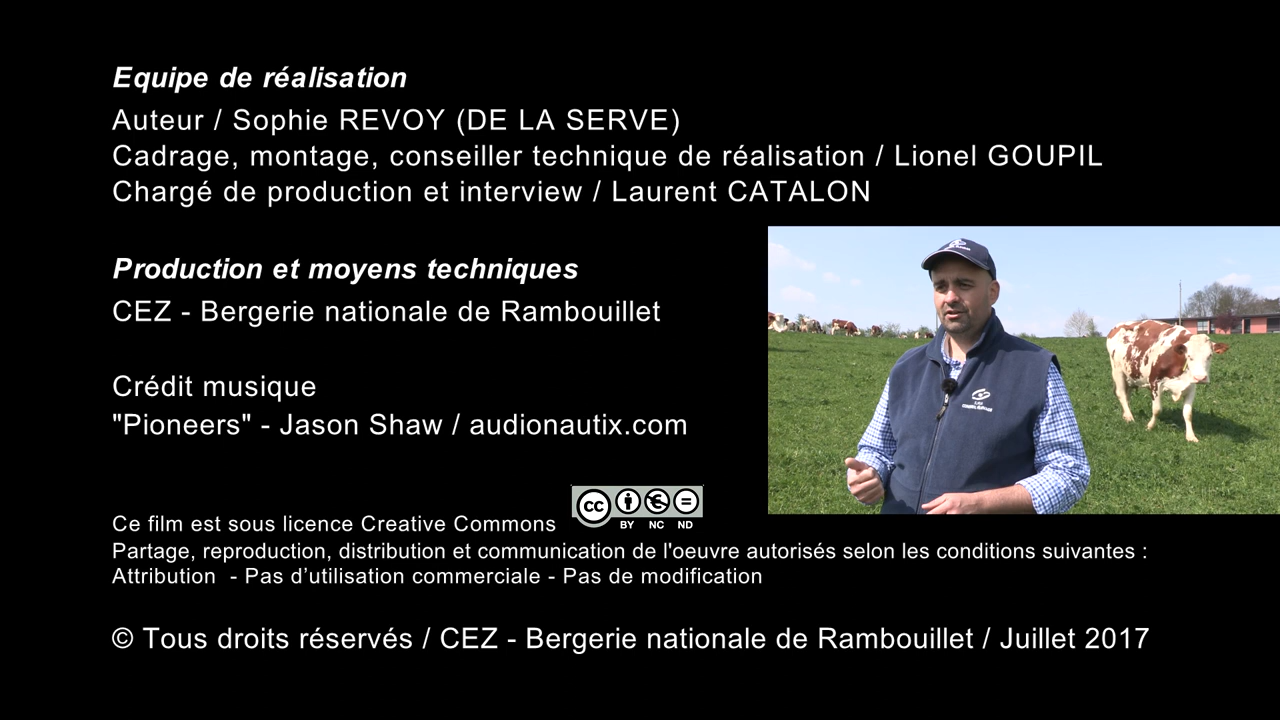 Equipe de réalisation
Auteur / Sophie REVOY (DE LA SERVE)
Cadrage, montage, conseiller technique de réalisation / Lionel GOUPIL
Chargé de production et interview / Laurent CATALON
Production et moyens techniques
CEZ - Bergerie nationale de Rambouillet
Crédit musique
"Pioneers" - Jason Shaw / audionautix.com
cc BY NC ND
Ce film est sous licence Creative Commons
Partage, reproduction, distribution et communication de l'oeuvre autorisés selon les conditions suivantes :
Attribution  - Pas d’utilisation commerciale - Pas de modification
© Tous droits réservés / CEZ - Bergerie nationale de Rambouillet / Juillet 2017